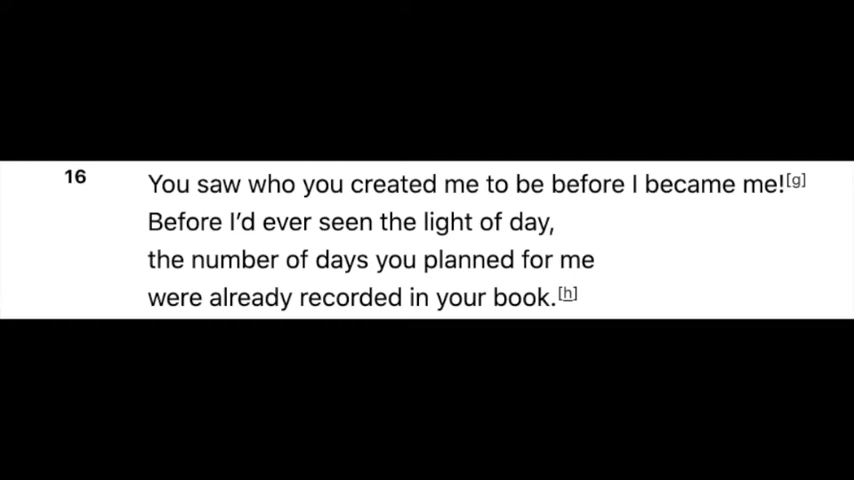 16 You saw who you created me to be before I became me![g]
Before I’d ever seen the light of day,
the number of days you planned for me
were already recorded in your book.[h]